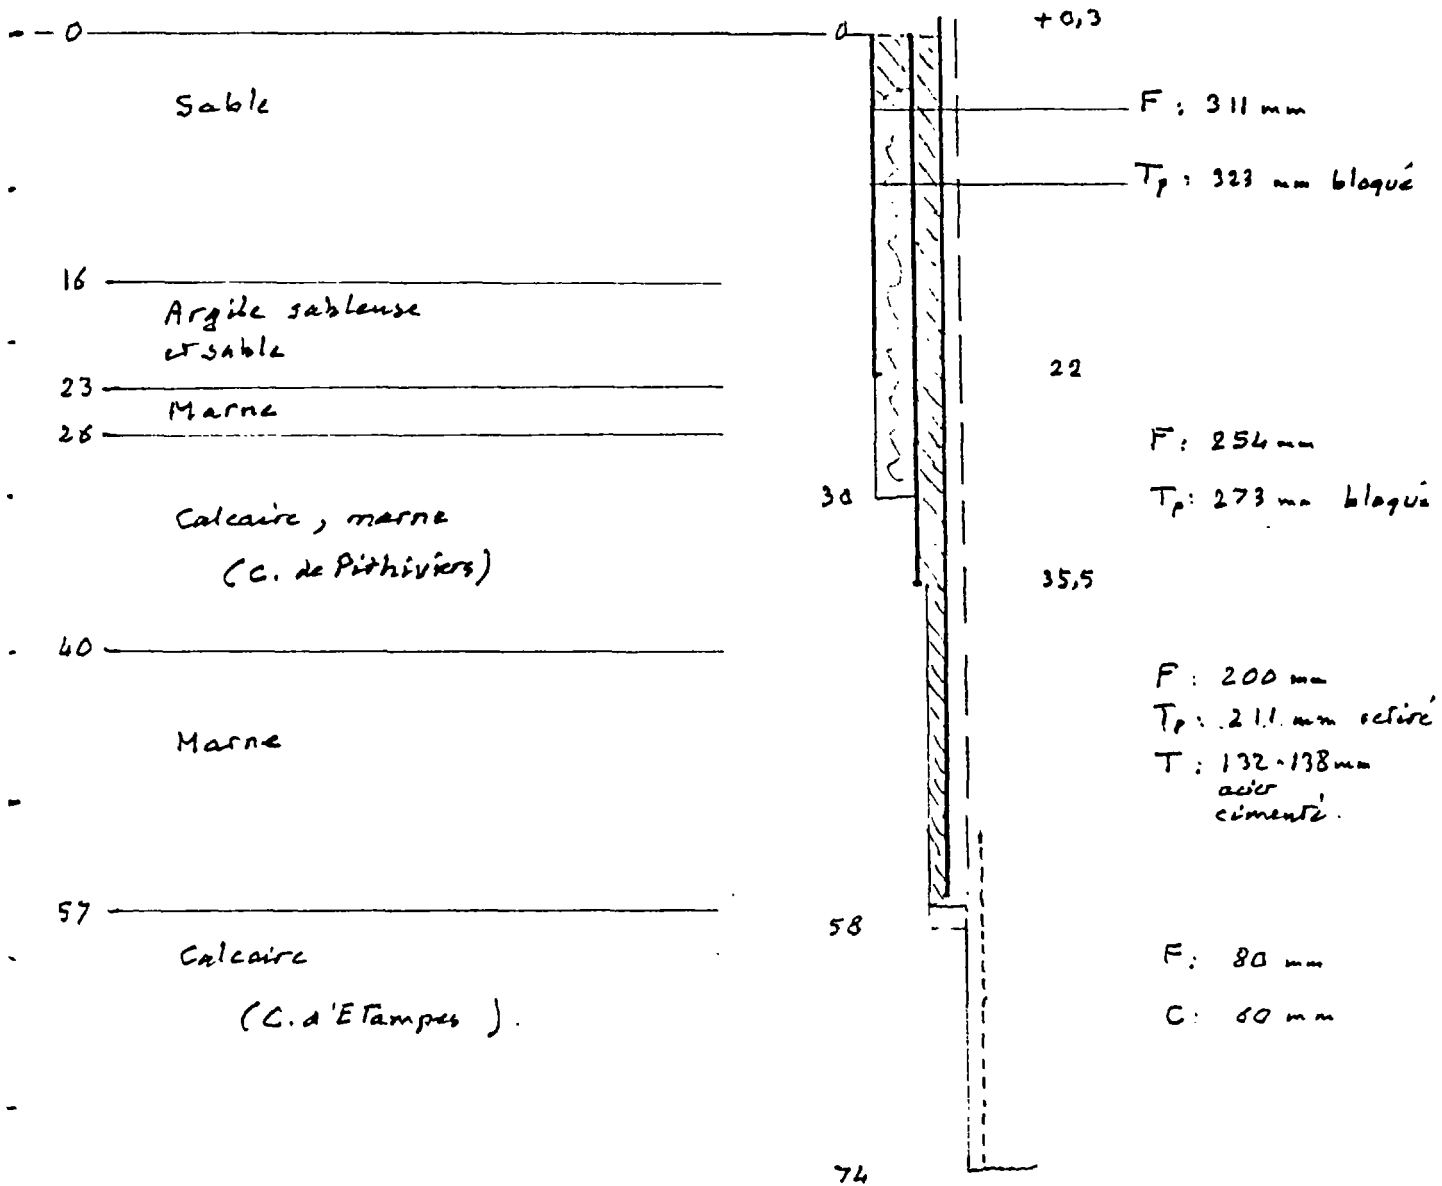 0
Sable
16
Argile sableuse
et sable
23
Marne
26
Calcaire, marne
(C. de Pithiviers)
40
Marne
57
Calcaire
(C. d'Etampes).
0
+0,3
F: 311 mm
Tp: 323 mm bloqué
22
F: 254 mm
Tp: 273 mm bloqué
30
35,5
F: 200 mm
Tp: 211 mm retiré
T: 132-138 mm
acier
cimenté.
58
F: 80 mm
C: 60 mm
74